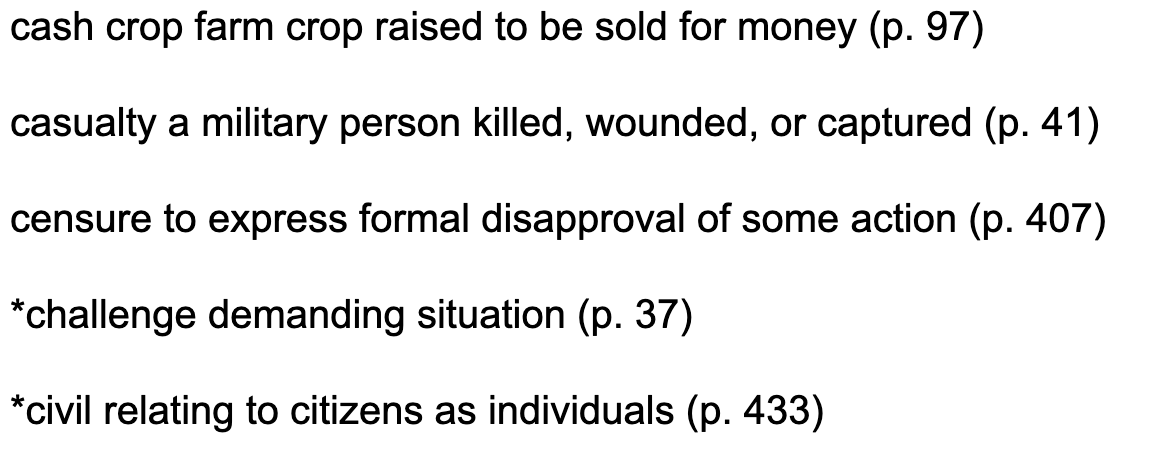 cash crop farm crop raised to be sold for money (p. 97)
casualty a military person killed, wounded, or captured (p. 41)
censure to express formal disapproval of some action (p. 407)
*challenge demanding situation (p. 37)
*civil relating to citizens as individuals (p. 433)